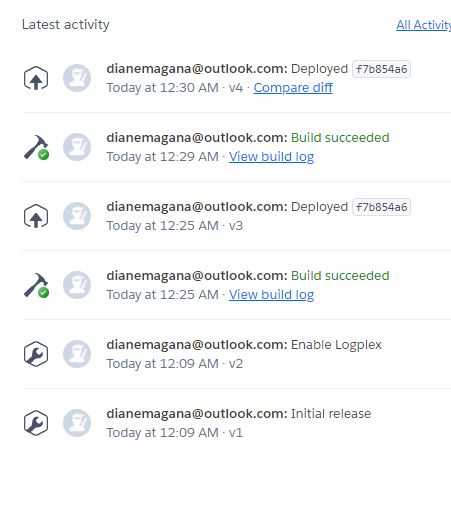 Latest activity
All Activity
dianemagana@outlook.com: Deployed f7b854a6
Today at 12:30 AM · v4 · Compare diff
dianemagana@outlook.com: Build succeeded
Today at 12:29 AM · View build log
dianemagana@outlook.com: Deployed f7b854a6
Today at 12:25 AM · v3
dianemagana@outlook.com: Build succeeded
Today at 12:25 AM · View build log
dianemagana@outlook.com: Enable Logplex
Today at 12:09 AM · v2
dianemagana@outlook.com: Initial release
Today at 12:09 AM · v1